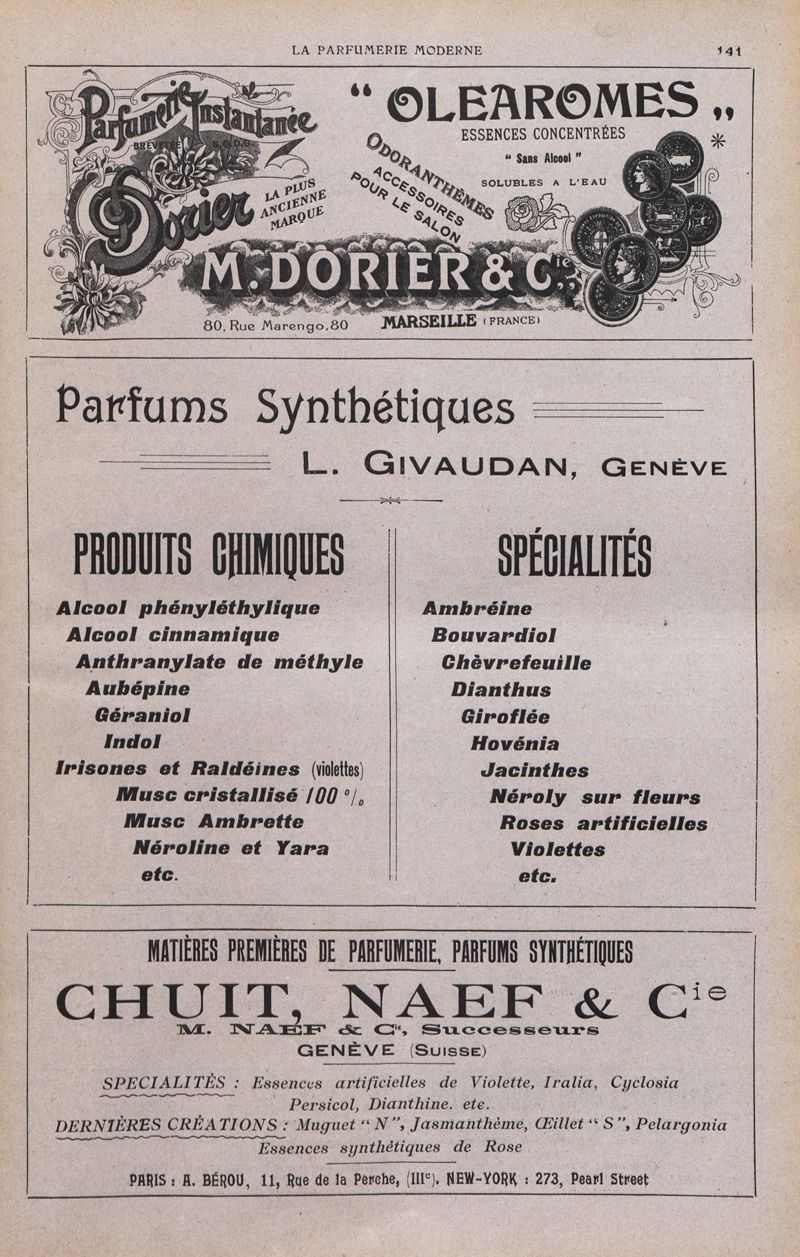 LA PARFUMERIE MODERNE 141
Parfumerie Instantanée
BREVETÉE S.G.D.G.
Dorier
LA PLUS
ANCIENNE
MARQUE
“ OLEAROMES „
ESSENCES CONCENTRÉES
“ Sans Alcool ”
SOLUBLES A L'EAU
ODORANTHÈMES
ACCESSOIRES
POUR LE SALON
M. DORIER & Cie
80, Rue Marengo, 80 MARSEILLE (FRANCE)
Parfums Synthétiques
L. GIVAUDAN, GENÈVE
PRODUITS CHIMIQUES
Alcool phényléthylique
Alcool cinnamique
Anthranylate de méthyle
Aubépine
Géraniol
Indol
Irisones et Raldéines (violettes)
Musc cristallisé 100 %
Musc Ambrette
Néroline et Yara
etc.
SPÉCIALITÉS
Ambréine
Bouvardiol
Chèvrefeuille
Dianthus
Giroflée
Hovénia
Jacinthes
Néroly sur fleurs
Roses artificielles
Violettes
etc.
MATIÈRES PREMIÈRES DE PARFUMERIE, PARFUMS SYNTHÉTIQUES
CHUIT, NAEF & Cie
M. NAEF & Cie, Successeurs
GENÈVE (SUISSE)
SPECIALITÉS : Essences artificielles de Violette, Iralia, Cyclosia
Persicol, Dianthine. etc.
DERNIÈRES CRÉATIONS : Muguet “ N ”, Jasmanthème, Œillet “ S ”, Pelargonia
Essences synthétiques de Rose
PARIS : A. BÉROU, 11, Rue de la Perche, (IIIe). NEW-YORK : 273, Pearl Street